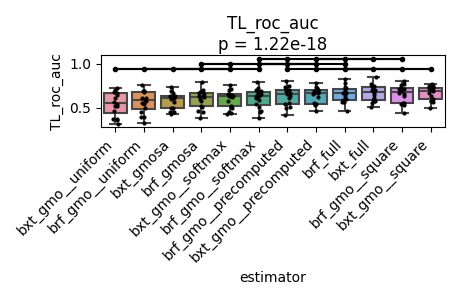 TL_roc_auc
p = 1.22e-18
TL_roc_auc
1.0
0.5
bxt_gmo__uniform
brf_gmo__uniform
bxt_gmosa
brf_gmosa
bxt_gmo__softmax
brf_gmo__softmax
brf_gmo__precomputed
bxt_gmo__precomputed
brf_full
bxt_full
brf_gmo__square
bxt_gmo__square
estimator